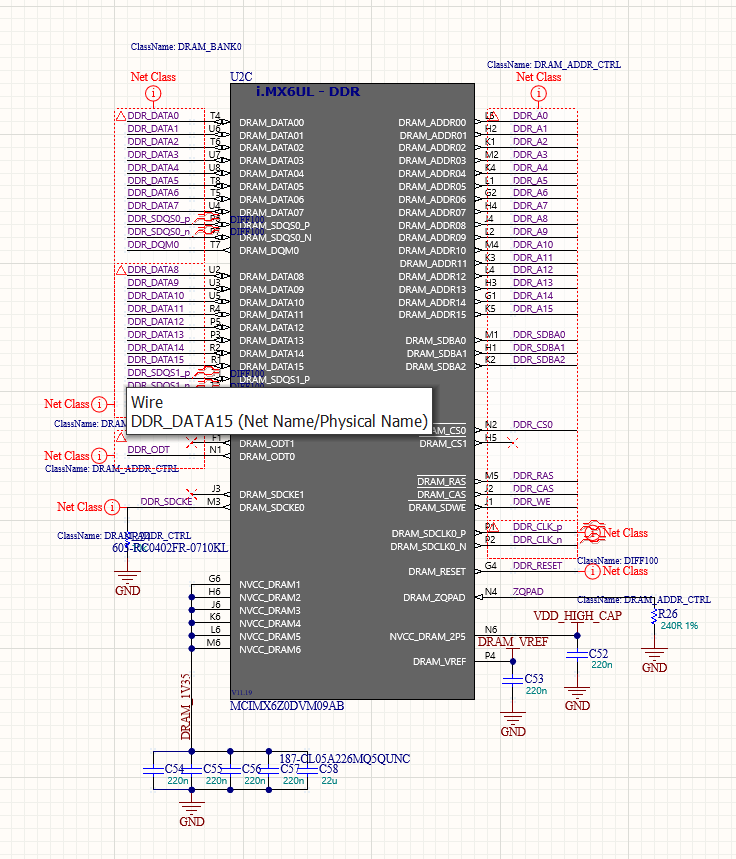 ClassName: DRAM_BANK0
ClassName: DRAM_ADDR_CTRL
Net Class
Net Class
U2C
i.MX6UL - DDR
DDR_DATA0 T4 DRAM_DATA00
DDR_DATA1 U6 DRAM_DATA01
DDR_DATA2 T6 DRAM_DATA02
DDR_DATA3 U7 DRAM_DATA03
DDR_DATA4 U8 DRAM_DATA04
DDR_DATA5 T8 DRAM_DATA05
DDR_DATA6 T5 DRAM_DATA06
DDR_DATA7 U4 DRAM_DATA07
DDR_SDQS0_p DIFF100 DRAM_SDQS0_P
DDR_SDQS0_n DIFF100 DRAM_SDQS0_N
DDR_DQM0 T7 DRAM_DQM0
DDR_DATA8 U2 DRAM_DATA08
DDR_DATA9 U3 DRAM_DATA09
DDR_DATA10 U5 DRAM_DATA10
DDR_DATA11 R4 DRAM_DATA11
DDR_DATA12 P5 DRAM_DATA12
DDR_DATA13 P3 DRAM_DATA13
DDR_DATA14 R2 DRAM_DATA14
DDR_DATA15 R1 DRAM_DATA15
DDR_SDQS1_p DIFF100 DRAM_SDQS1_P
DRAM_ADDR00 L5 DDR_A0
DRAM_ADDR01 H2 DDR_A1
DRAM_ADDR02 K1 DDR_A2
DRAM_ADDR03 M2 DDR_A3
DRAM_ADDR04 K4 DDR_A4
DRAM_ADDR05 L1 DDR_A5
DRAM_ADDR06 G2 DDR_A6
DRAM_ADDR07 H4 DDR_A7
DRAM_ADDR08 J4 DDR_A8
DRAM_ADDR09 L2 DDR_A9
DRAM_ADDR10 M4 DDR_A10
DRAM_ADDR11 K3 DDR_A11
DRAM_ADDR12 L4 DDR_A12
DRAM_ADDR13 H3 DDR_A13
DRAM_ADDR14 G1 DDR_A14
DRAM_ADDR15 K5 DDR_A15
DRAM_SDBA0 M1 DDR_SDBA0
DRAM_SDBA1 H1 DDR_SDBA1
DRAM_SDBA2 K2 DDR_SDBA2
Wire
DDR_DATA15 (Net Name/Physical Name)
Net Class
N2 DDR_CS0
DRAM_CS1 H5
F1 DRAM_ODT1
Net Class DDR_ODT N1 DRAM_ODT0
ClassName: DRAM_ADDR_CTRL
DRAM_RAS M5 DDR_RAS
DRAM_CAS J2 DDR_CAS
DRAM_SDWE J1 DDR_WE
J3 DRAM_SDCKE1
Net Class DDR_SDCKE M3 DRAM_SDCKE0
DRAM_SDCLK0_P P1 DDR_CLK_p Net Class
DRAM_SDCLK0_N P2 DDR_CLK_n
603-RC0402FR-0710KL
GND
ClassName: DIFF100
DRAM_RESET G4 DDR_RESET Net Class
DRAM_ZQPAD N4 ZQPAD
ClassName: DRAM_ADDR_CTRL
R26
240R 1%
GND
G6 NVCC_DRAM1
H6 NVCC_DRAM2
J6 NVCC_DRAM3
K6 NVCC_DRAM4
L6 NVCC_DRAM5
M6 NVCC_DRAM6
VDD_HIGH_CAP
NVCC_DRAM_2P5 N6
DRAM_VREF
DRAM_VREF P4
C52
220n
GND
C53
220n
GND
V11.19
MCIMX6Z0DVM09AB
DRAM_1V35
187-CL05A226MQ5QUNC
C54 C55 C56 C57 C58
220n 220n 220n 220n 22u
GND